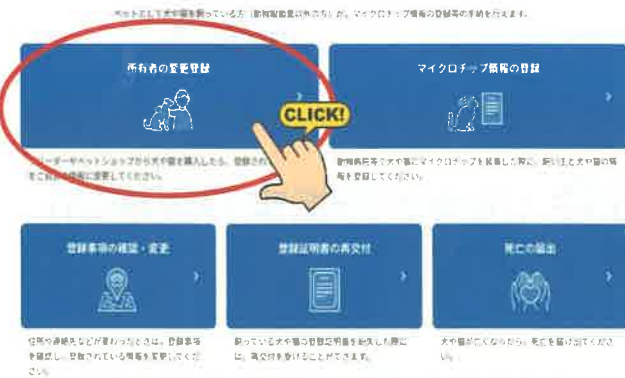 ペットとして犬や猫を飼っている方（動物取扱業以外の方）が、マイクロチップ情報の登録等の手続を行えます。
所有者の変更登録
マイクロチップ情報の登録
CLICK!
ーダーやペットショップから犬や猫を購入したら、登録され
をご自身の情報に変更してください。
動物病院等で犬や猫にマイクロチップを装着した際に、飼い主と犬や猫の情
報を登録してください。
登録事項の確認・変更
登録証明書の再交付
死亡の届出
住所や連絡先などが変わったときは、登録事項
を確認し、登録されている情報を変更してくだ
さい。
飼っている犬や猫の登録証明書を紛失した際に
は、再交付を受けることができます。
犬や猫が亡くなったら、死亡を届け出てくださ
い。